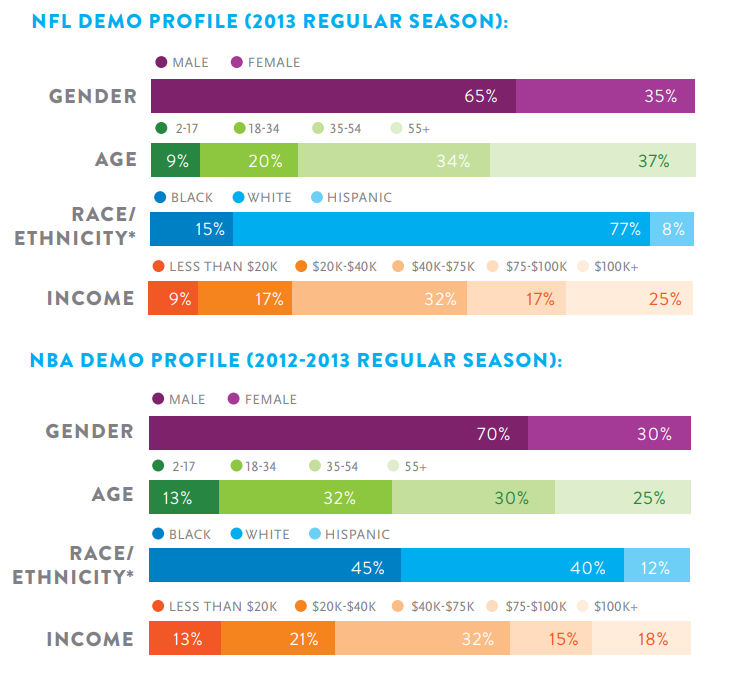 NFL DEMO PROFILE (2013 REGULAR SEASON):
MALE FEMALE
GENDER 65% 35%
2-17 18-34 35-54 55+
AGE 9% 20% 34% 37%
BLACK WHITE HISPANIC
RACE/
ETHNICITY* 15% 77% 8%
LESS THAN $20K $20K-$40K $40K-$75K $75-$100K $100K+
INCOME 9% 17% 32% 17% 25%
NBA DEMO PROFILE (2012-2013 REGULAR SEASON):
MALE FEMALE
GENDER 70% 30%
2-17 18-34 35-54 55+
AGE 13% 32% 30% 25%
BLACK WHITE HISPANIC
RACE/
ETHNICITY* 45% 40% 12%
LESS THAN $20K $20K-$40K $40K-$75K $75-$100K $100K+
INCOME 13% 21% 32% 15% 18%